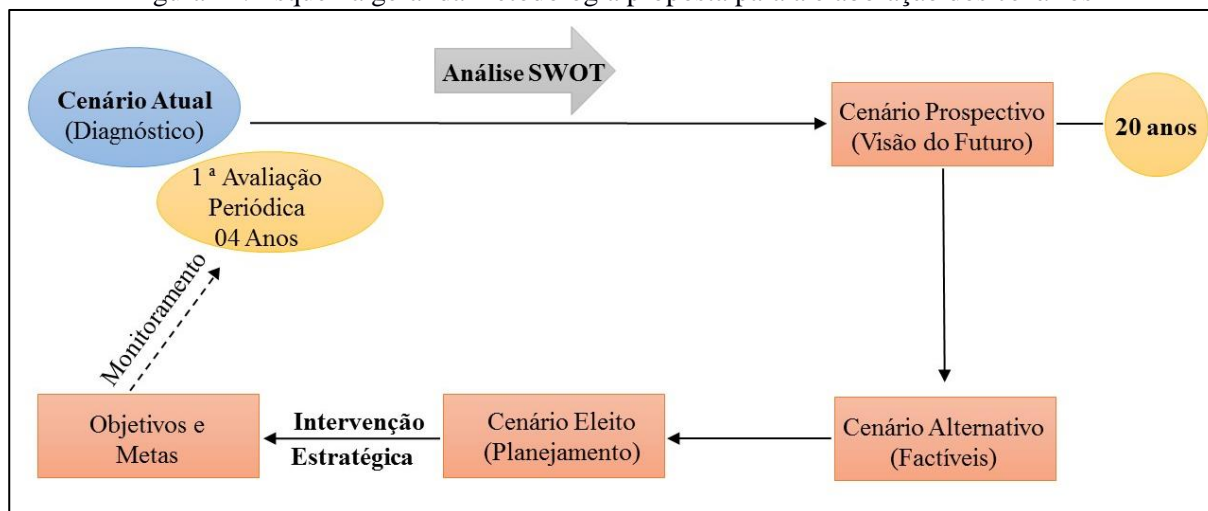 Análise SWOT
Cenário Atual
(Diagnóstico)
Cenário Prospectivo
(Visão do Futuro)
20 anos
1 ª Avaliação
Periódica
04 Anos
Monitoramento
Objetivos e
Metas
Intervenção
Estratégica
Cenário Eleito
(Planejamento)
Cenário Alternativo
(Factíveis)